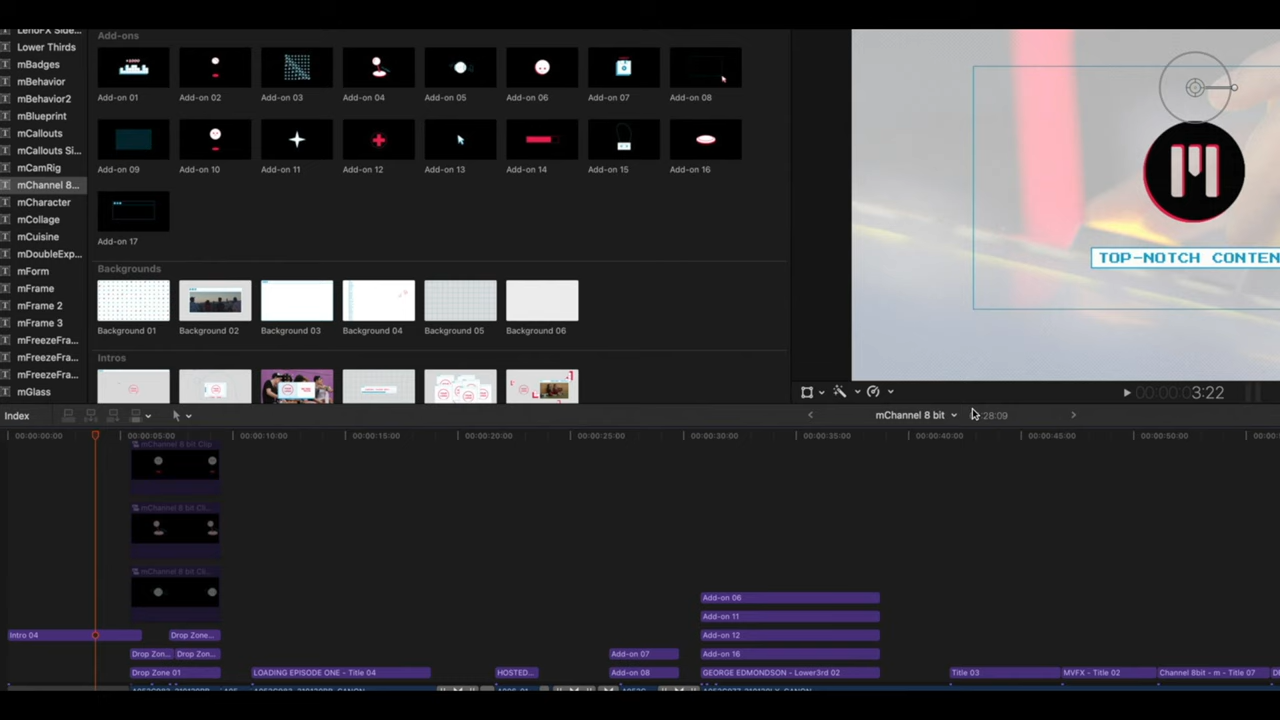 LenoFX Side...
Lower Thirds
mBadges
mBehavior
mBehavior2
mBlueprint
mCallouts
mCallouts Si...
mCamRig
mChannel 8...
mCharacter
mCollage
mCuisine
mDoubleExp...
mForm
mFrame
mFrame 2
mFrame 3
mFreezeFra...
mFreezeFra...
mFreezeFra...
mGlass
Add-ons
Add-on 01
Add-on 02
Add-on 03
Add-on 04
Add-on 05
Add-on 06
Add-on 07
Add-on 08
Add-on 09
Add-on 10
Add-on 11
Add-on 12
Add-on 13
Add-on 14
Add-on 15
Add-on 16
Add-on 17
Backgrounds
Background 01
Background 02
Background 03
Background 04
Background 05
Background 06
Intros
M
TOP-NOTCH CONTEN
00:00:00:03:22
Index
mChannel 8 bit
28:09
00:00:00:00
00:00:05:00
00:00:10:00
00:00:15:00
00:00:20:00
00:00:25:00
00:00:30:00
00:00:35:00
00:00:40:00
00:00:45:00
00:00:50:00
mChannel 8 bit Clip
mChannel 8 bit Cli...
mChannel 8 bit Cli...
Intro 04
Drop Zone...
Drop Zon...
Drop Zon...
Drop Zone 01
LOADING EPISODE ONE - Title 04
HOSTED...
Add-on 07
Add-on 08
Add-on 06
Add-on 11
Add-on 12
Add-on 16
GEORGE EDMONDSON - Lower3rd 02
Title 03
MVFX - Title 02
Channel 8bit - m - Title 07